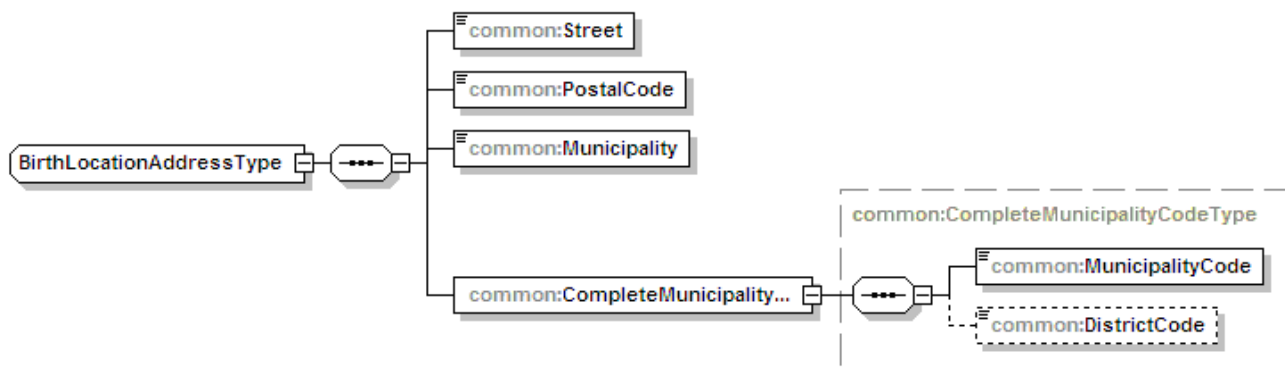 common:Street
common:PostalCode
common:Municipality
BirthLocationAddressType
common:CompleteMunicipalityCodeType
common:MunicipalityCode
common:CompleteMunicipality...
common:DistrictCode